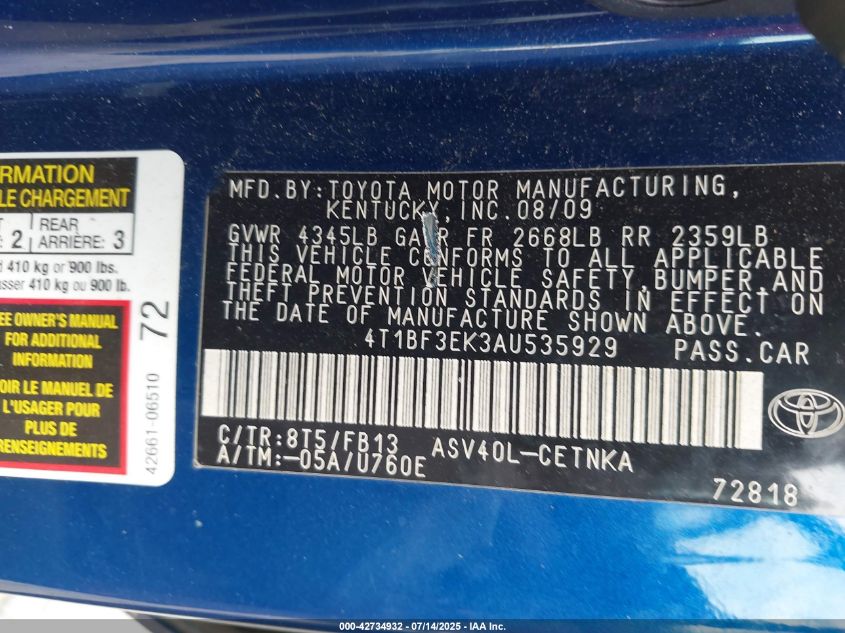 RMATION
LE CHARGEMENT
2
REAR
ARRIÈRE: 3
410 kg or 900 lbs.
asser 410 kg ou 900 lb.
EE OWNER'S MANUAL
FOR ADDITIONAL
INFORMATION
OIR LE MANUEL DE
L'USAGER POUR
PLUS DE
RENSEIGNEMENTS
42661-06510
72
MFD.BY:TOYOTA MOTOR MANUFACTURING,
KENTUCKY,INC.08/09
GVWR 4345LB GAWR FR 2668LB RR 2359LB
THIS VEHICLE CONFORMS TO ALL APPLICABLE
FEDERAL MOTOR VEHICLE SAFETY,BUMPER,AND
THEFT PREVENTION STANDARDS IN EFFECT ON
THE DATE OF MANUFACTURE SHOWN ABOVE.
4T1BF3EK3AU535929 PASS.CAR
C/TR:8T5/FB13 ASV40L-CETNKA
A/TM:-05A/U760E
72818
000-42734932 - 07/14/2025 - IAA Inc.